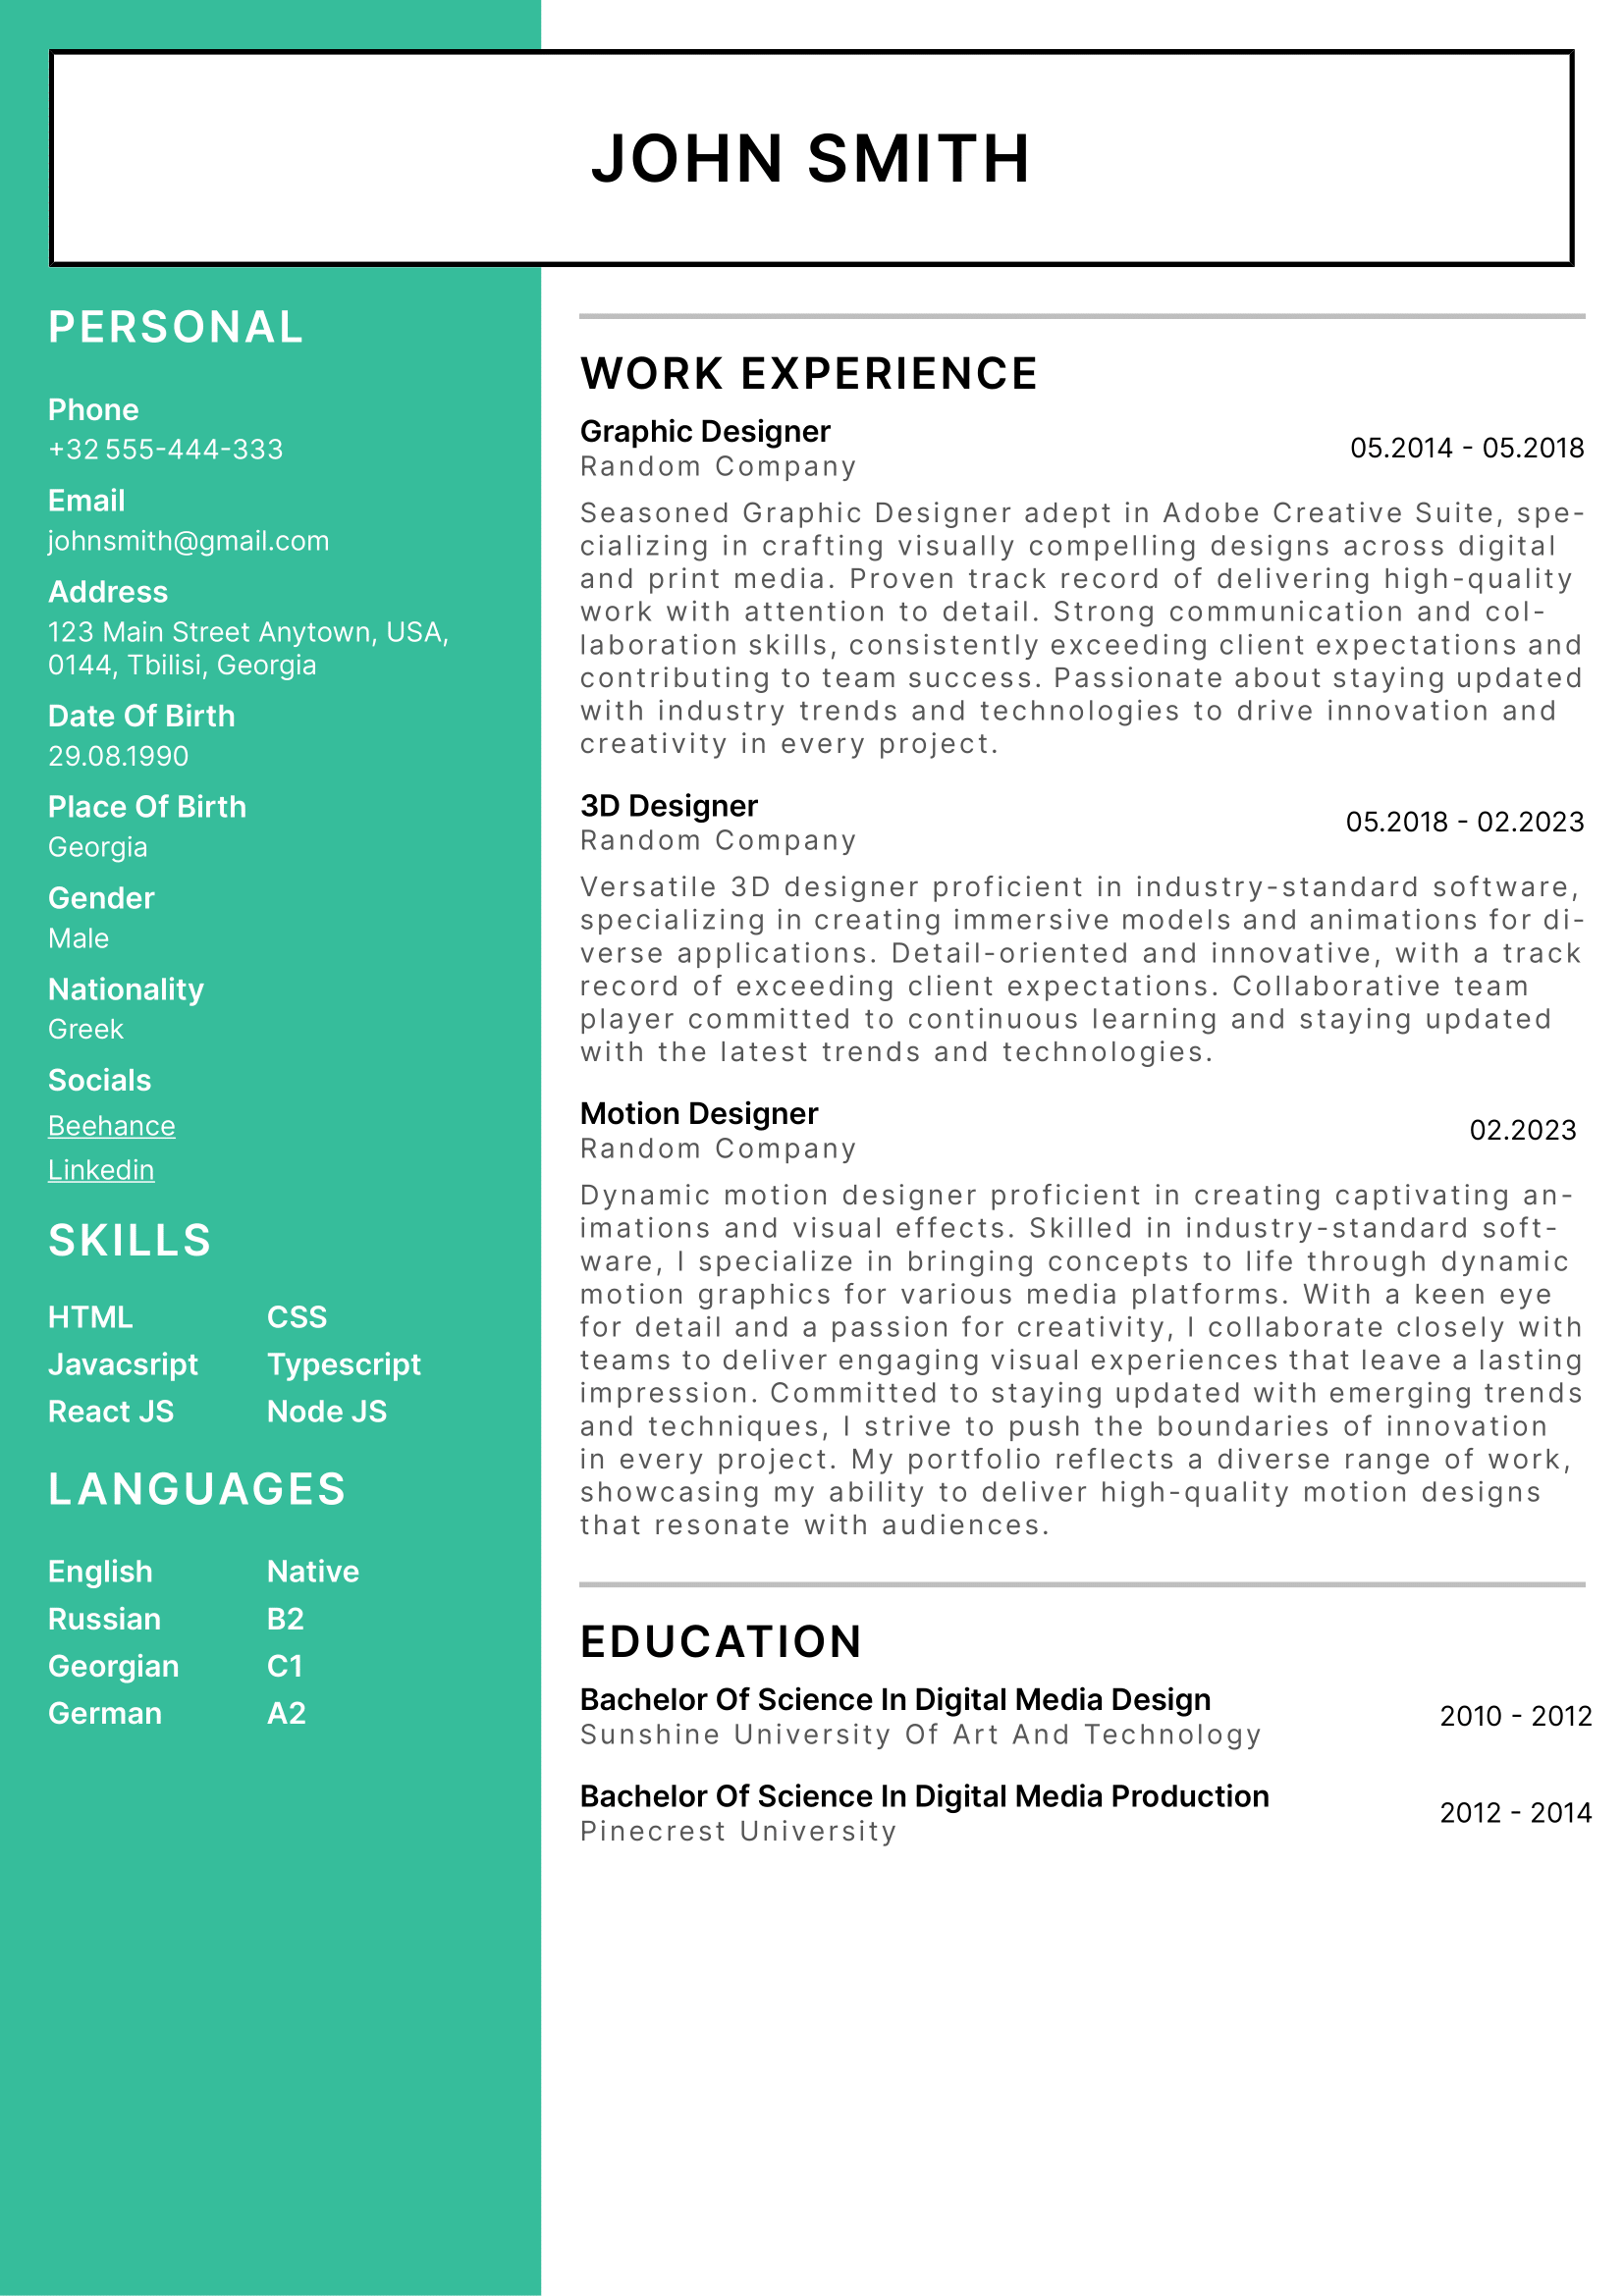 JOHN SMITH
PERSONAL
Phone
+32 555-444-333
Email
johnsmith@gmail.com
Address
123 Main Street Anytown, USA,
0144, Tbilisi, Georgia
Date Of Birth
29.08.1990
Place Of Birth
Georgia
Gender
Male
Nationality
Greek
Socials
Beehance
Linkedin
SKILLS
HTML CSS
Javacsript Typescript
React JS Node JS
LANGUAGES
English Native
Russian B2
Georgian C1
German A2
WORK EXPERIENCE
Graphic Designer
Random Company
05.2014 - 05.2018
Seasoned Graphic Designer adept in Adobe Creative Suite, spe-
cializing in crafting visually compelling designs across digital
and print media. Proven track record of delivering high-quality
work with attention to detail. Strong communication and col-
laboration skills, consistently exceeding client expectations and
contributing to team success. Passionate about staying updated
with industry trends and technologies to drive innovation and
creativity in every project.
3D Designer
Random Company
05.2018 - 02.2023
Versatile 3D designer proficient in industry-standard software,
specializing in creating immersive models and animations for di-
verse applications. Detail-oriented and innovative, with a track
record of exceeding client expectations. Collaborative team
player committed to continuous learning and staying updated
with the latest trends and technologies.
Motion Designer
Random Company
02.2023
Dynamic motion designer proficient in creating captivating an-
imations and visual effects. Skilled in industry-standard soft-
ware, I specialize in bringing concepts to life through dynamic
motion graphics for various media platforms. With a keen eye
for detail and a passion for creativity, I collaborate closely with
teams to deliver engaging visual experiences that leave a lasting
impression. Committed to staying updated with emerging trends
and techniques, I strive to push the boundaries of innovation
in every project. My portfolio reflects a diverse range of work,
showcasing my ability to deliver high-quality motion designs
that resonate with audiences.
EDUCATION
Bachelor Of Science In Digital Media Design
Sunshine University Of Art And Technology
2010 - 2012
Bachelor Of Science In Digital Media Production
Pinecrest University
2012 - 2014